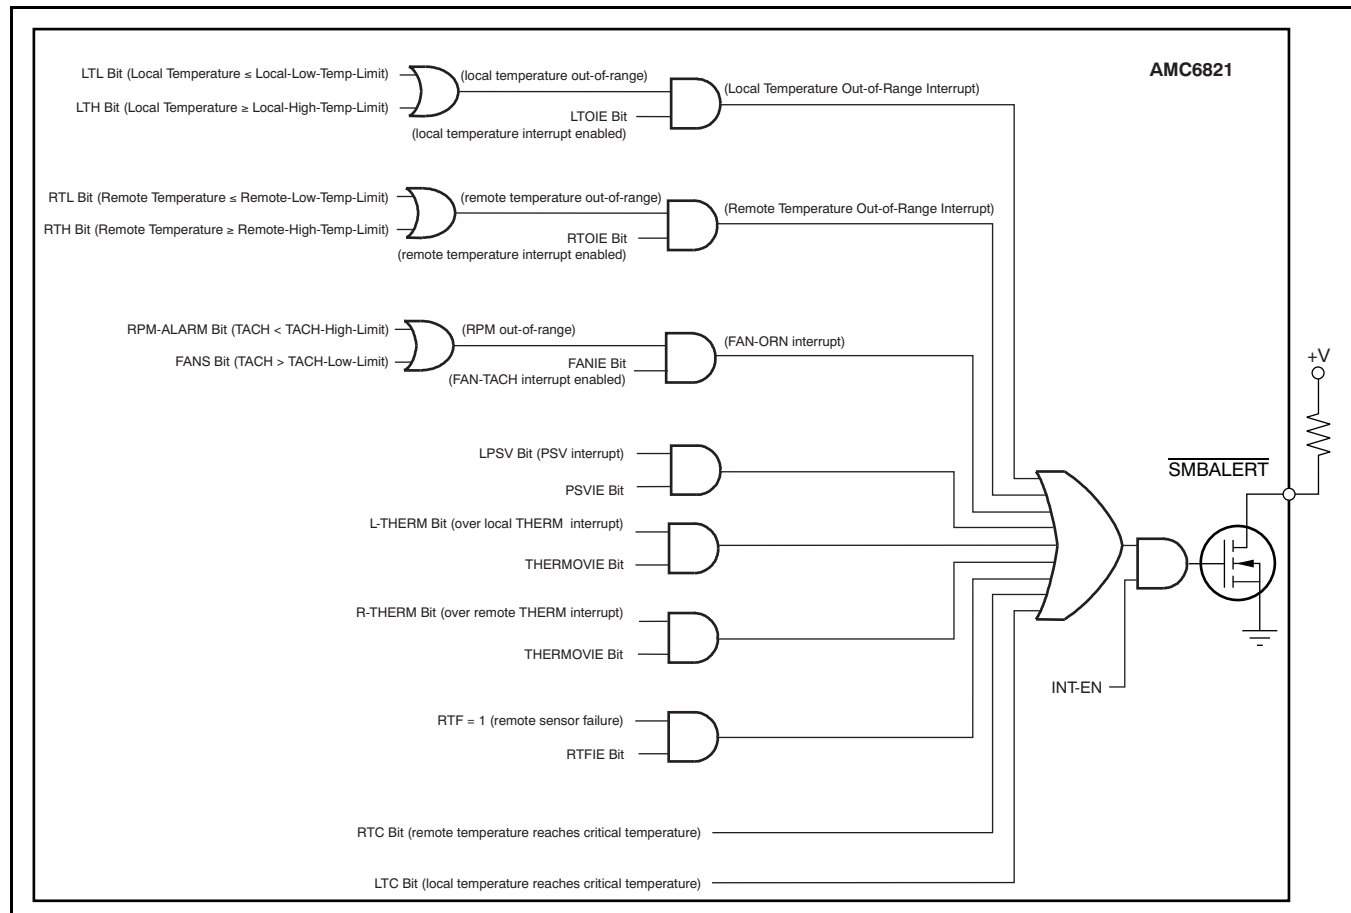 AMC6821
LTL Bit (Local Temperature ≤ Local-Low-Temp-Limit)
(local temperature out-of-range)
(Local Temperature Out-of-Range Interrupt)
LTH Bit (Local Temperature ≥ Local-High-Temp-Limit)
LTOIE Bit
(local temperature interrupt enabled)
RTL Bit (Remote Temperature ≤ Remote-Low-Temp-Limit)
(remote temperature out-of-range)
(Remote Temperature Out-of-Range Interrupt)
RTH Bit (Remote Temperature ≥ Remote-High-Temp-Limit)
RTOIE Bit
(remote temperature interrupt enabled)
RPM-ALARM Bit (TACH < TACH-High-Limit)
(RPM out-of-range)
(FAN-ORN interrupt)
FANS Bit (TACH > TACH-Low-Limit)
FANIE Bit
(FAN-TACH interrupt enabled)
+V
LPSV Bit (PSV interrupt)
PSVIE Bit
SMBALERT
L-THERM Bit (over local THERM interrupt)
THERMOVIE Bit
R-THERM Bit (over remote THERM interrupt)
THERMOVIE Bit
INT-EN
RTF = 1 (remote sensor failure)
RTFIE Bit
RTC Bit (remote temperature reaches critical temperature)
LTC Bit (local temperature reaches critical temperature)